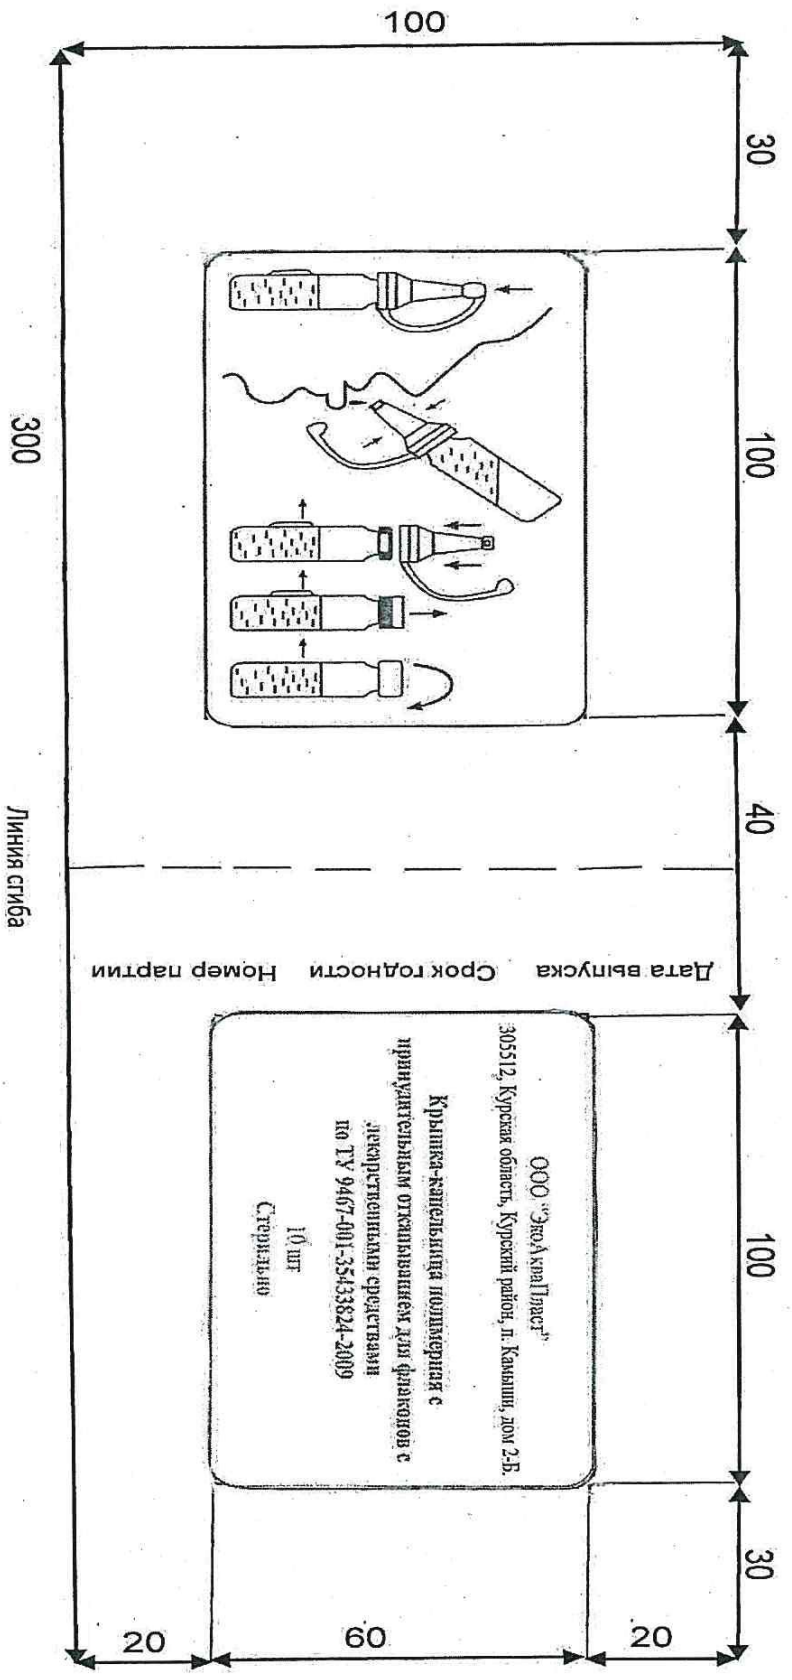 100
30
100
40
100
30
300
Линия сгиба
Дата выпуска
Срок годности
Номер партии
ООО "ЭкоАкваПласт"
305512, Курская область, Курский район, п. Камыши, дом 2-В.
Крышка-капельница полимерная с
принудительным откапыванием для флаконов с
лекарственными средствами
по ТУ 9467-001-35433824-2009
10 шт
Стерильно
20
60
20